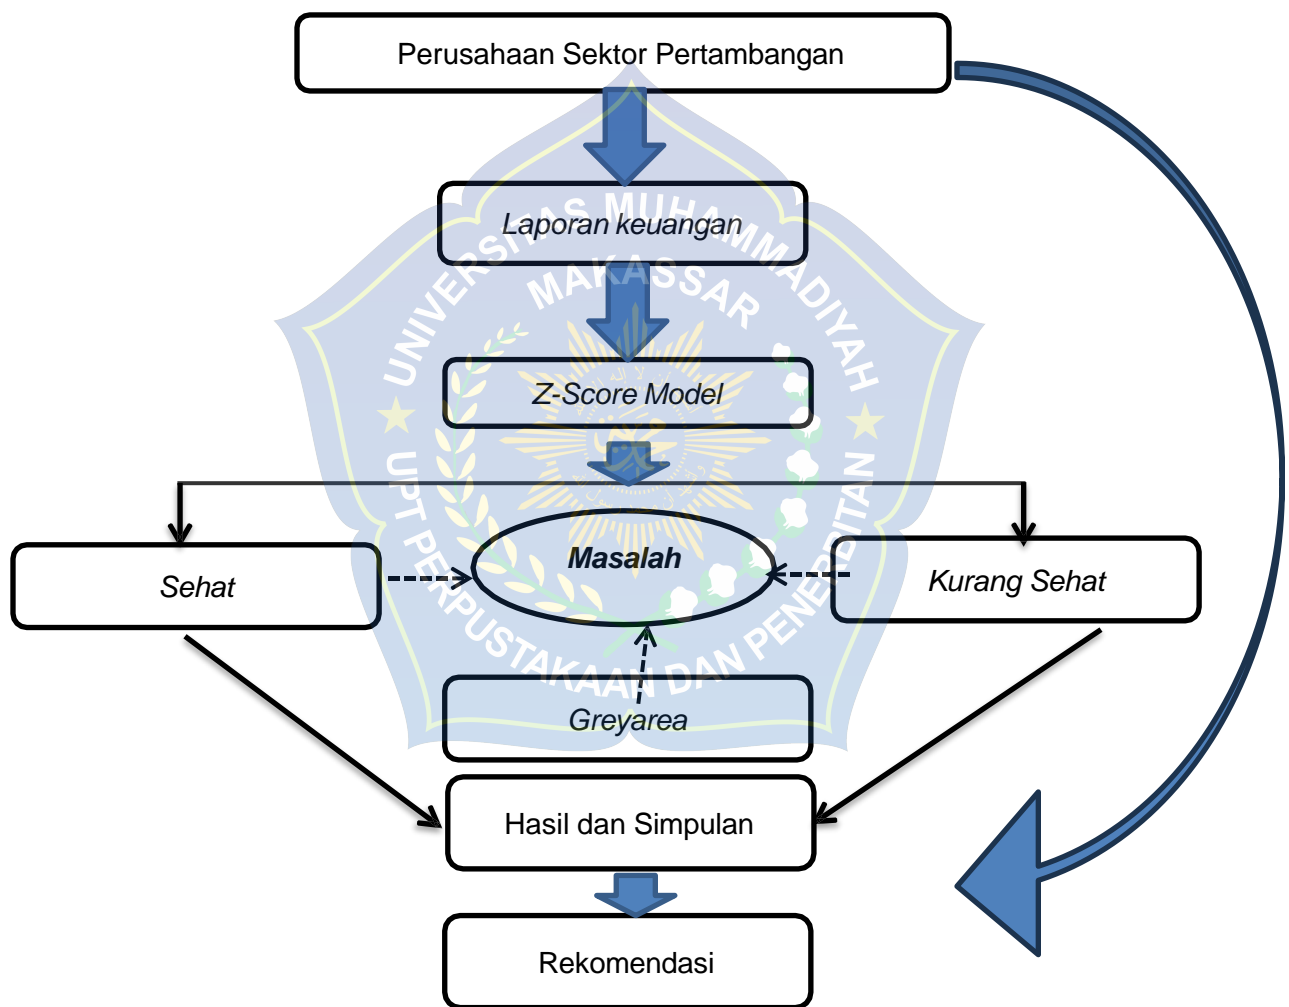 Perusahaan Sektor Pertambangan
Laporan keuangan
UNIVERSITAS MUHAMMADIYAH
MAKASSAR
Z-Score Model
Sehat
Masalah
Kurang Sehat
UPT PERPUSTAKAAN DAN PENERBITAN
Greyarea
Hasil dan Simpulan
Rekomendasi